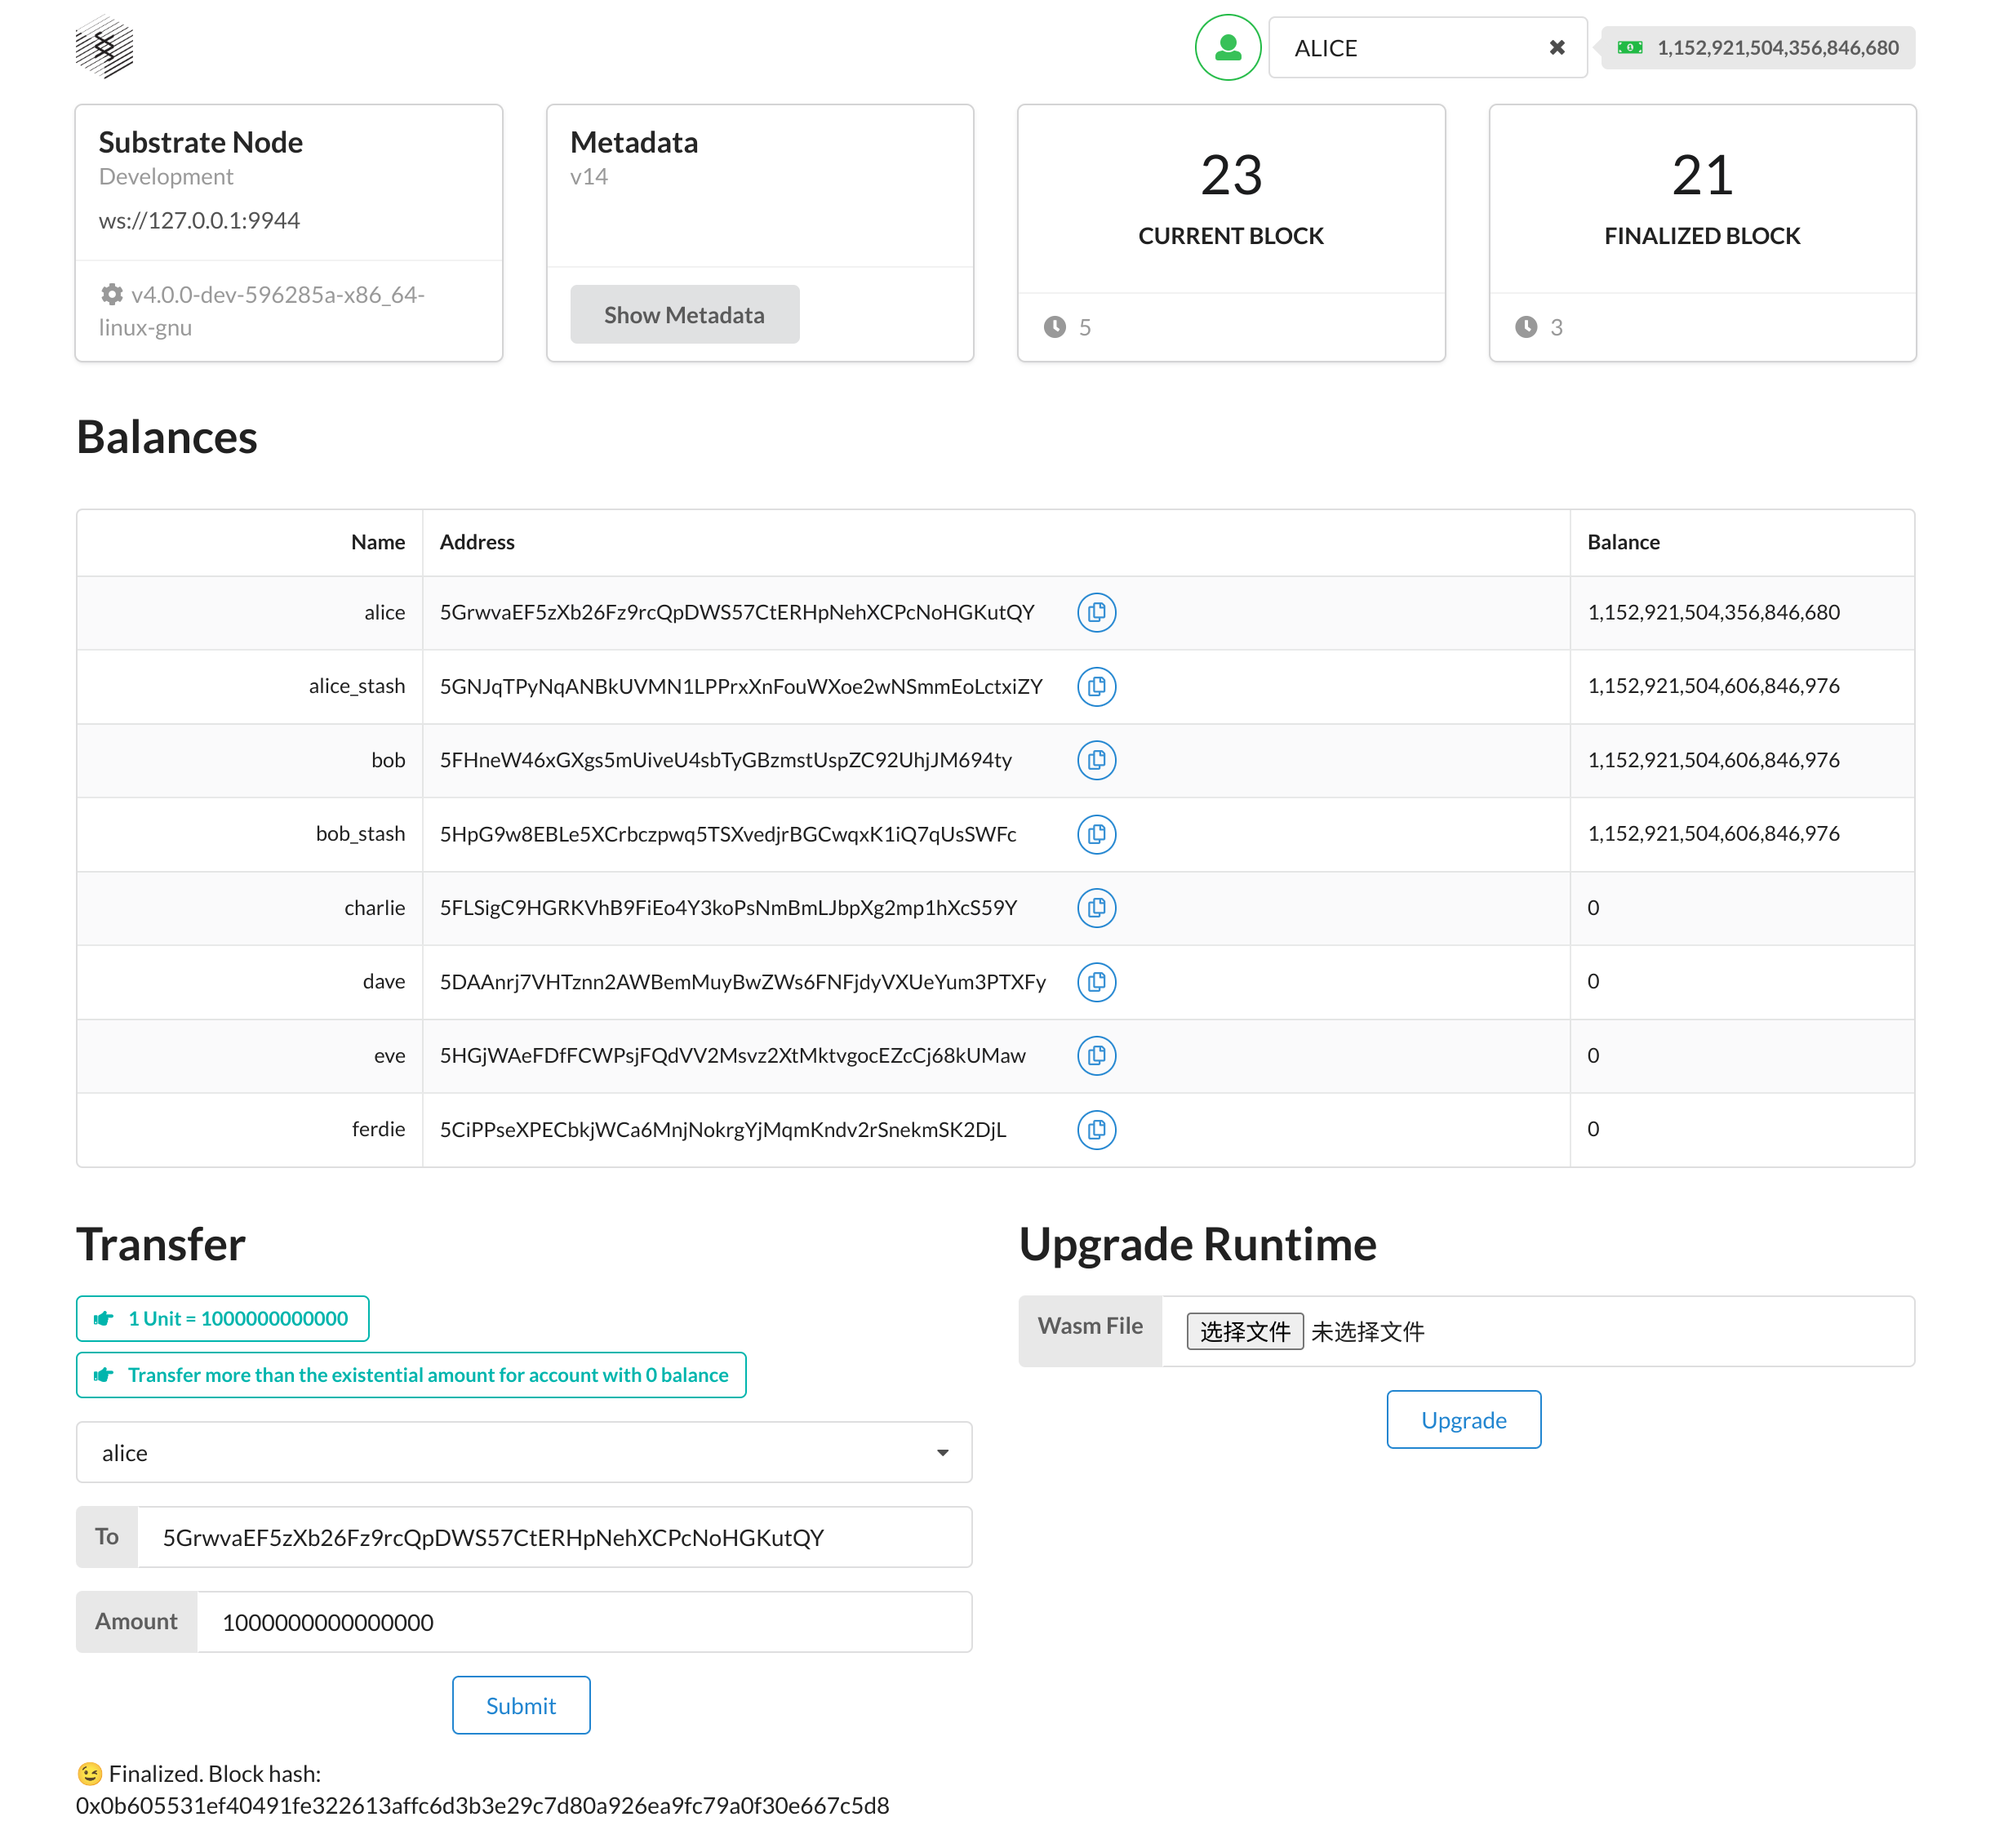 ALICE
1,152,921,504,356,846,680
Substrate Node
Development
ws://127.0.0.1:9944
v4.0.0-dev-596285a-x86_64-
linux-gnu
Metadata
v14
Show Metadata
23
CURRENT BLOCK
5
21
FINALIZED BLOCK
3
Balances
Name Address Balance
alice 5GrwvaEF5zXb26Fz9rcQpDWS57CtERHpNehXCPcNoHGKutQY 1,152,921,504,356,846,680
alice_stash 5GNJqTPyNqANBkUVMN1LPPrxXnFouWXoe2wNSmmEoLctxiZY 1,152,921,504,606,846,976
bob 5FHneW46xGXgs5mUiveU4sbTyGBzmstUspZC92UhjJM694ty 1,152,921,504,606,846,976
bob_stash 5HpG9w8EBLe5XCrbczpwq5TSXvedjrBGCwqxK1iQ7qUsSWFc 1,152,921,504,606,846,976
charlie 5FLSigC9HGRKVhB9FiEo4Y3koPsNmBmLJbpXg2mp1hXcS59Y 0
dave 5DAAnrj7VHTznn2AWBemMuyBwZWs6FNFjdyVXUeYum3PTXFy 0
eve 5HGjWAeFDfFCWPsjFQdVV2Msvz2XtMktvgocEZcCj68kUMaw 0
ferdie 5CiPPseXPECbkjWCa6MnjNokrgYjMqmKndv2rSnekmSK2DjL 0
Transfer
1 Unit = 1000000000000
Transfer more than the existential amount for account with 0 balance
alice
To 5GrwvaEF5zXb26Fz9rcQpDWS57CtERHpNehXCPcNoHGKutQY
Amount 1000000000000000
Submit
😉 Finalized. Block hash:
0x0b605531ef40491fe322613affc6d3b3e29c7d80a926ea9fc79a0f30e667c5d8
Upgrade Runtime
Wasm File 选择文件 未选择文件
Upgrade